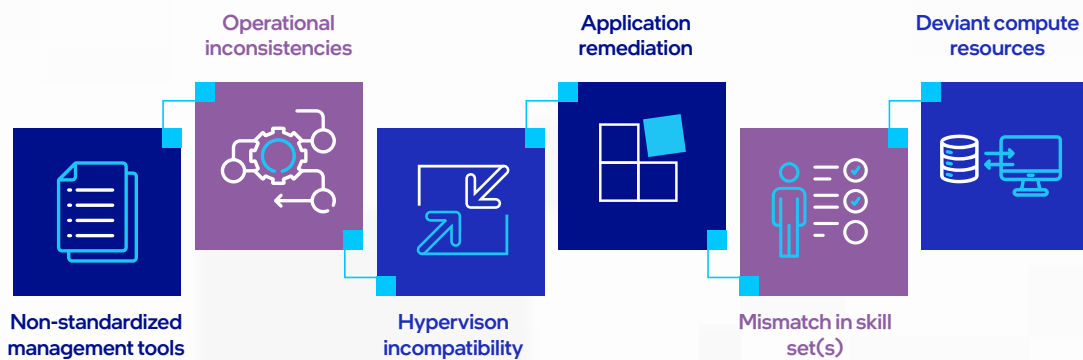 Operational
inconsistencies
Application
remediation
Deviant compute
resources
Non-standardized
management tools
Hypervison
incompatibility
Mismatch in skill
set(s)